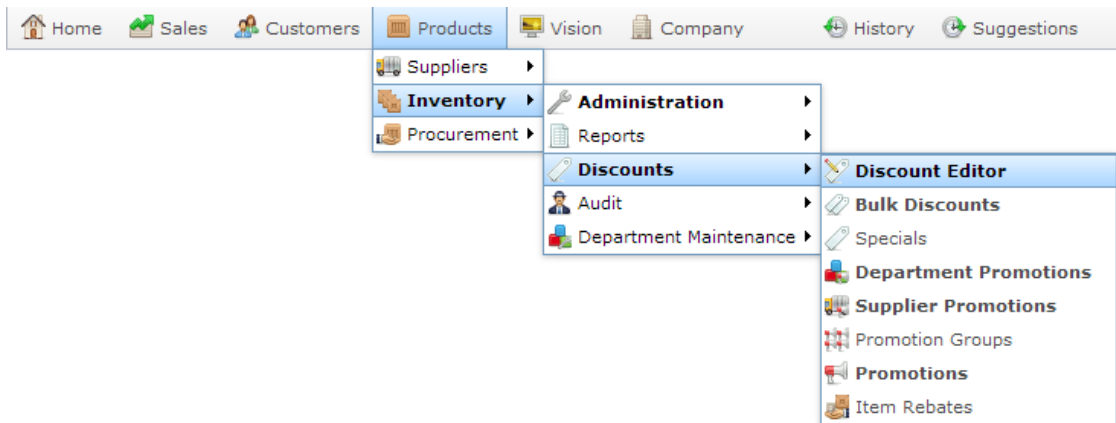 Home Sales Customers Products Vision Company History Suggestions
Suppliers
Inventory
Procurement
Administration
Reports
Discounts
Audit
Department Maintenance
Discount Editor
Bulk Discounts
Specials
Department Promotions
Supplier Promotions
Promotion Groups
Promotions
Item Rebates